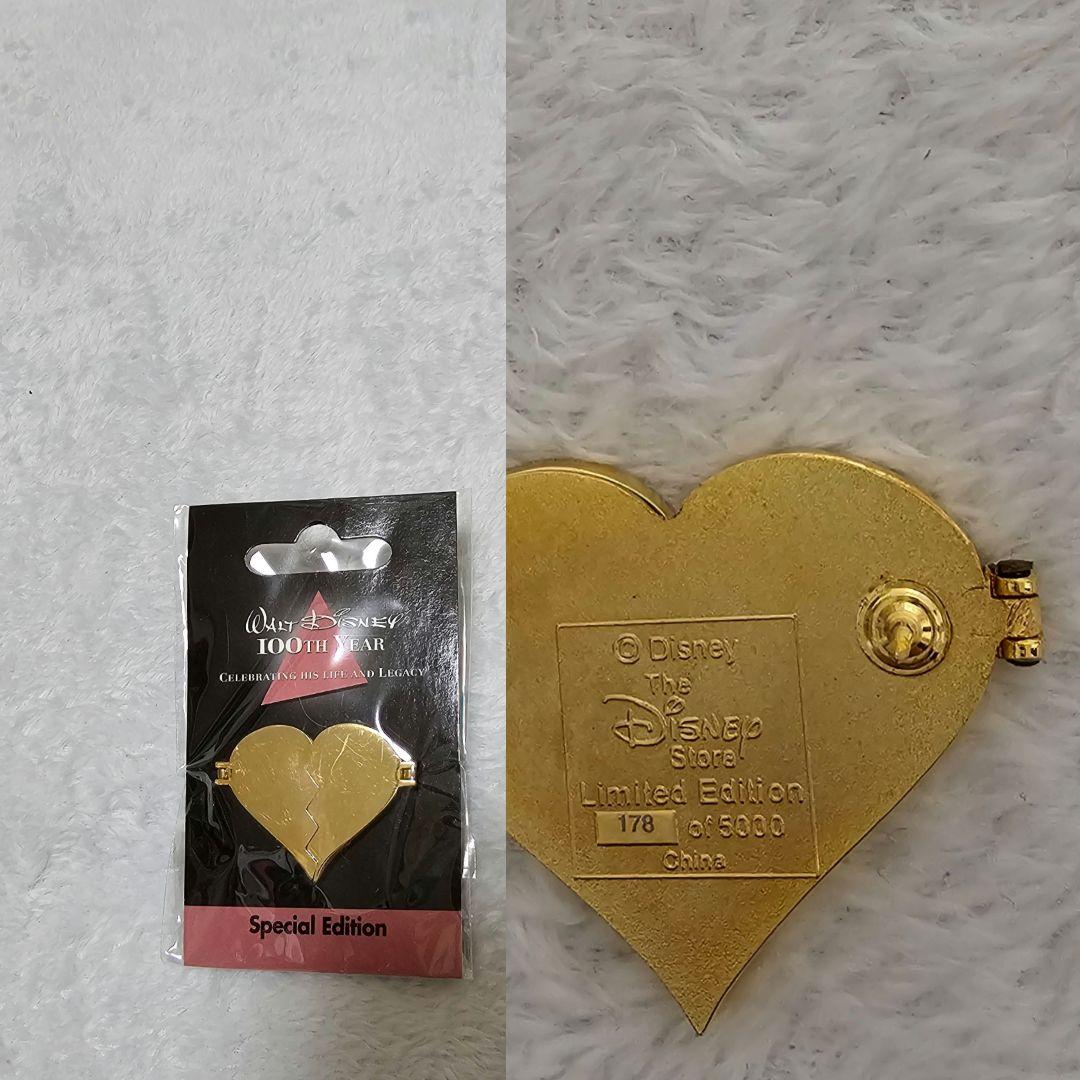 WALT DISNEY
100TH YEAR
CELEBRATING HIS LIFE AND LEGACY
Special Edition
© Disney
The
Disney
Store
Limited Edition
178 of 5000
China